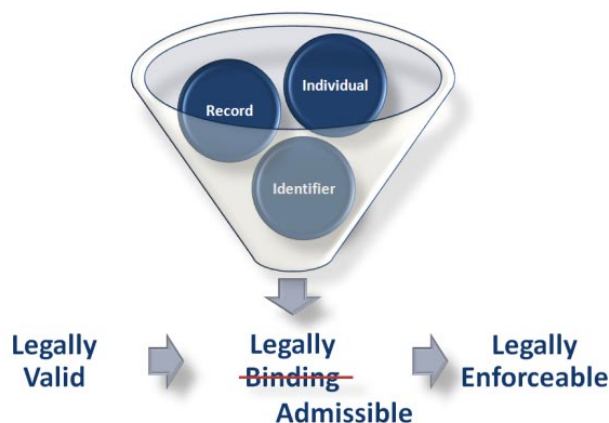 Individual
Record
Identifier
Legally
Valid
Legally
Binding
Admissible
Legally
Enforceable